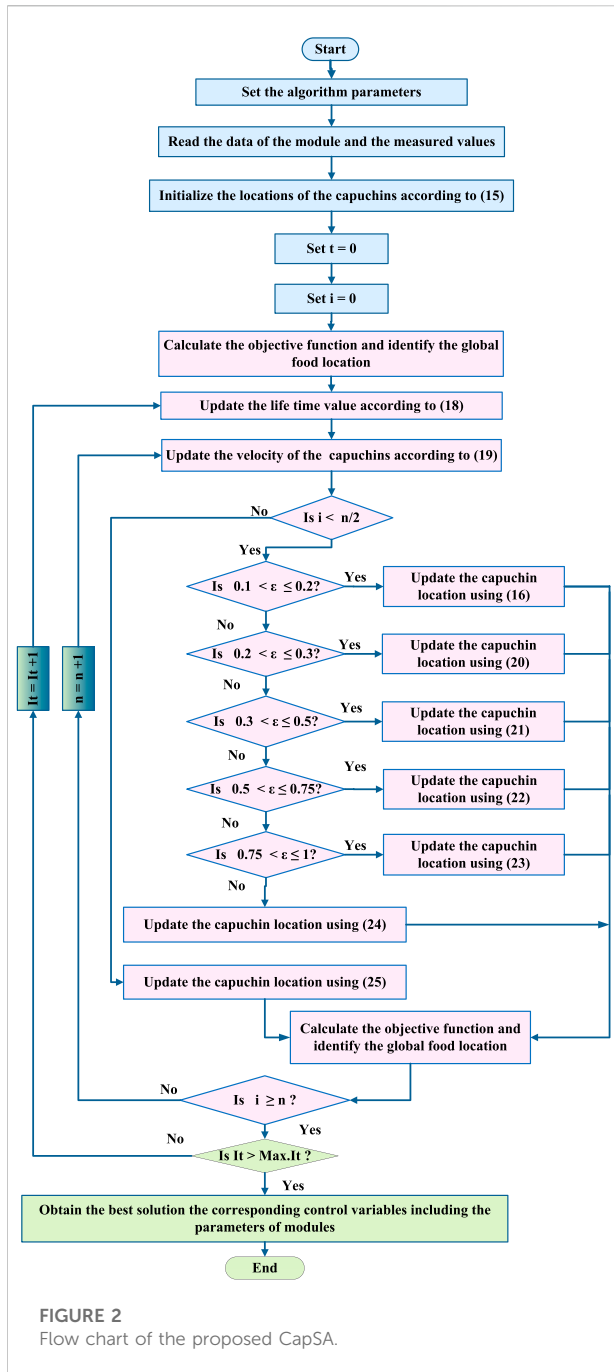 Start
Set the algorithm parameters
Read the data of the module and the measured values
Initialize the locations of the capuchins according to (15)
Set t = 0
Set i = 0
Calculate the objective function and identify the global
food location
Update the life time value according to (18)
Update the velocity of the capuchins according to (19)
No
Is i < n/2
Yes
Is 0.1 < ε ≤ 0.2?
Yes
Update the capuchin
location using (16)
No
Is 0.2 < ε ≤ 0.3?
Yes
Update the capuchin
location using (20)
No
Is 0.3 < ε ≤ 0.5?
Yes
Update the capuchin
location using (21)
No
Is 0.5 < ε ≤ 0.75?
Yes
Update the capuchin
location using (22)
No
Is 0.75 < ε ≤ 1?
Yes
Update the capuchin
location using (23)
No
It = It +1
n = n +1
Update the capuchin location using (24)
Update the capuchin location using (25)
Calculate the objective function and
identify the global food location
No
Is i ≥ n ?
Yes
No
Is It > Max.It ?
Yes
Obtain the best solution the corresponding control variables including the
parameters of modules
End
FIGURE 2
Flow chart of the proposed CapSA.